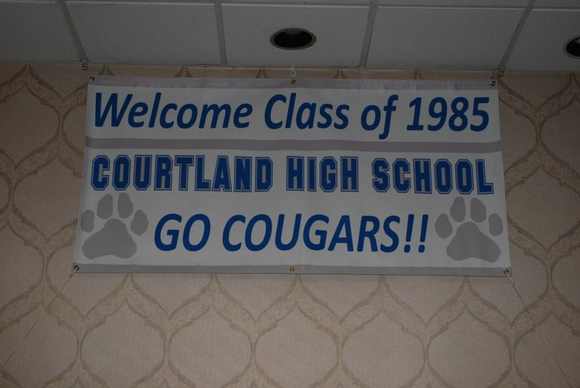 Welcome Class of 1985
COURTLAND HIGH SCHOOL
GO COUGARS!!